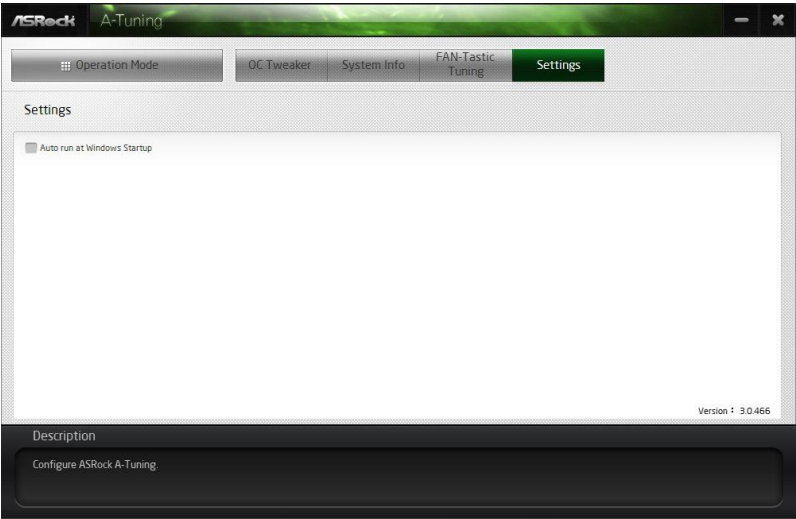 ASRock A-Tuning
Operation Mode OC Tweaker System Info FAN-Tastic Tuning Settings
Settings
Auto run at Windows Startup
Version : 3.0.466
Description
Configure ASRock A-Tuning.